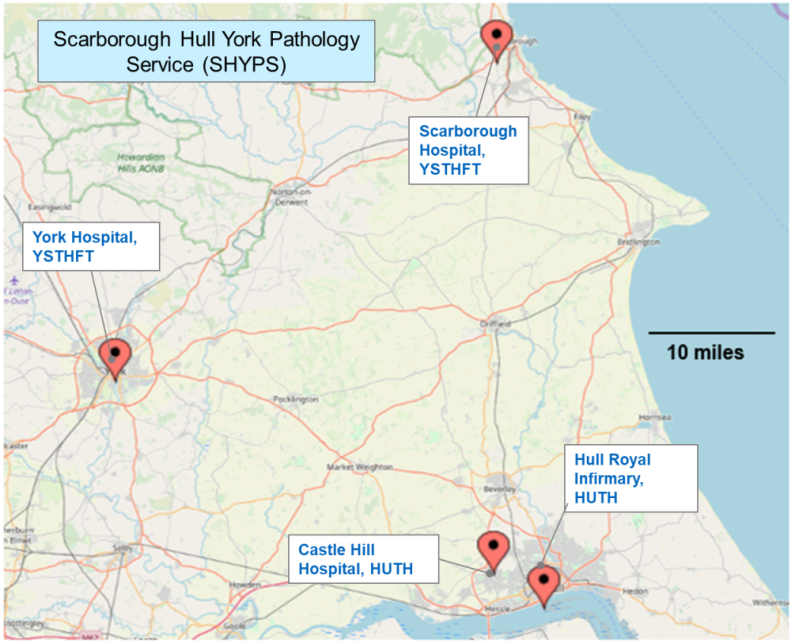 Scarborough Hull York Pathology
Service (SHYPS)
Scarborough
Hospital,
YSTHFT
Filey
Howardian
Hills AONB
Norton-on-
Derwent
Easingwold
York Hospital,
YSTHFT
Bridlington
Driffield
10 miles
Pocklington
Hornsea
Market Weighton
Hull Royal
Infirmary,
HUTH
Beverley
Castle Hill
Hospital, HUTH
Selby
Howden
Hessle
Hedon
Goole